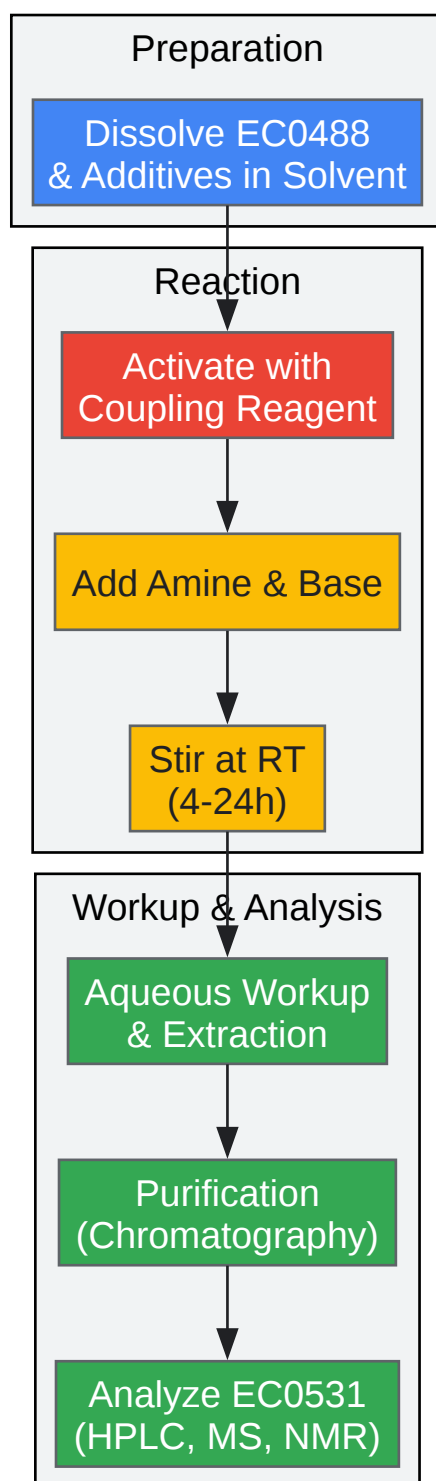 Preparation
Dissolve EC0488
& Additives in Solvent
Reaction
Activate with
Coupling Reagent
Add Amine & Base
Stir at RT
(4-24h)
Workup & Analysis
Aqueous Workup
& Extraction
Purification
(Chromatography)
Analyze EC0531
(HPLC, MS, NMR)